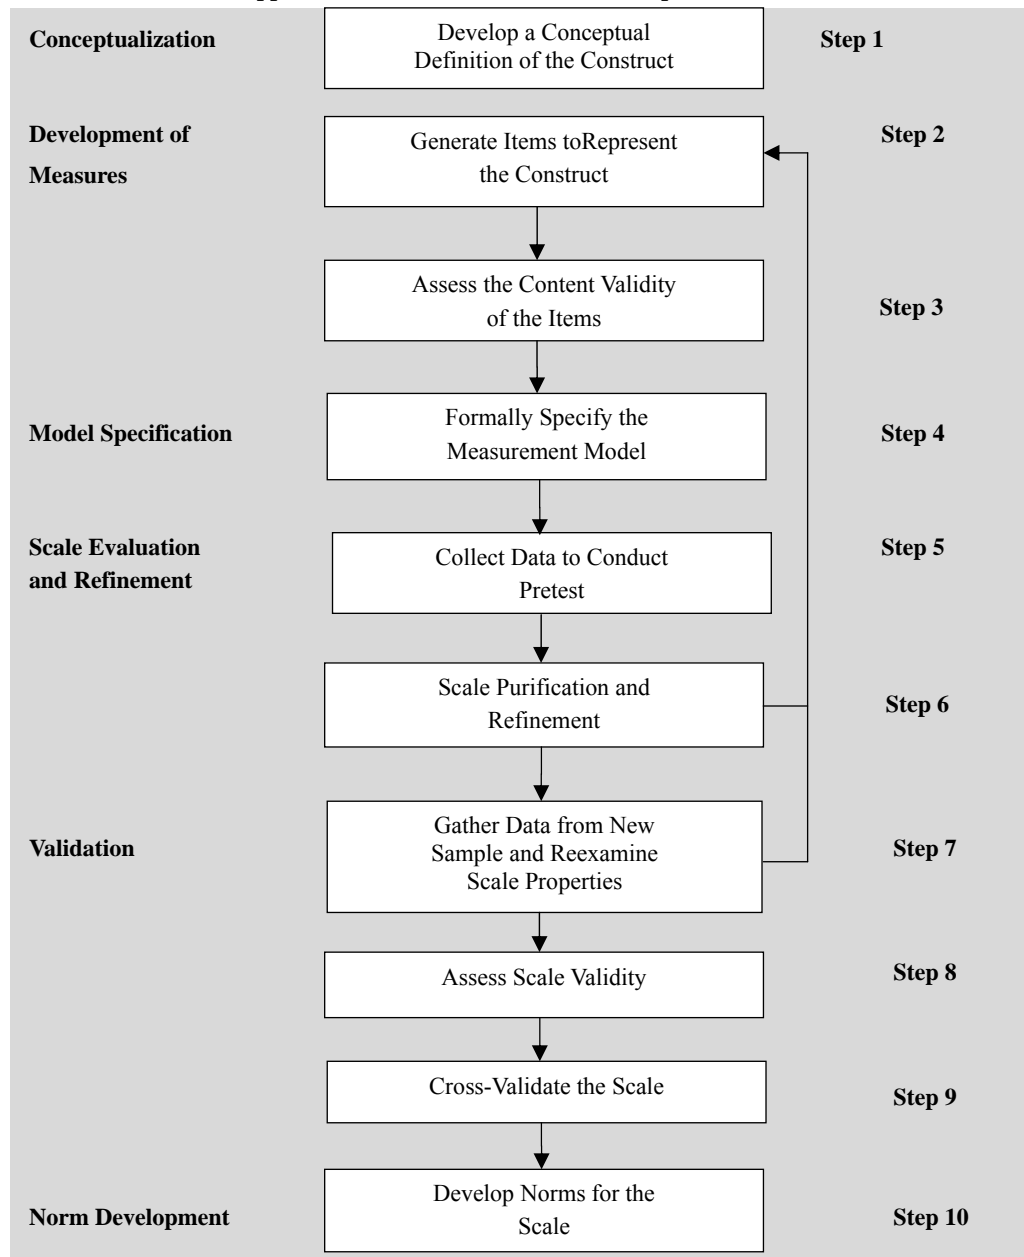 Conceptualization
Develop a Conceptual
Definition of the Construct
Step 1
Development of
Measures
Generate Items toRepresent
the Construct
Step 2
Assess the Content Validity
of the Items
Step 3
Model Specification
Formally Specify the
Measurement Model
Step 4
Scale Evaluation
and Refinement
Collect Data to Conduct
Pretest
Step 5
Scale Purification and
Refinement
Step 6
Validation
Gather Data from New
Sample and Reexamine
Scale Properties
Step 7
Assess Scale Validity
Step 8
Cross-Validate the Scale
Step 9
Norm Development
Develop Norms for the
Scale
Step 10